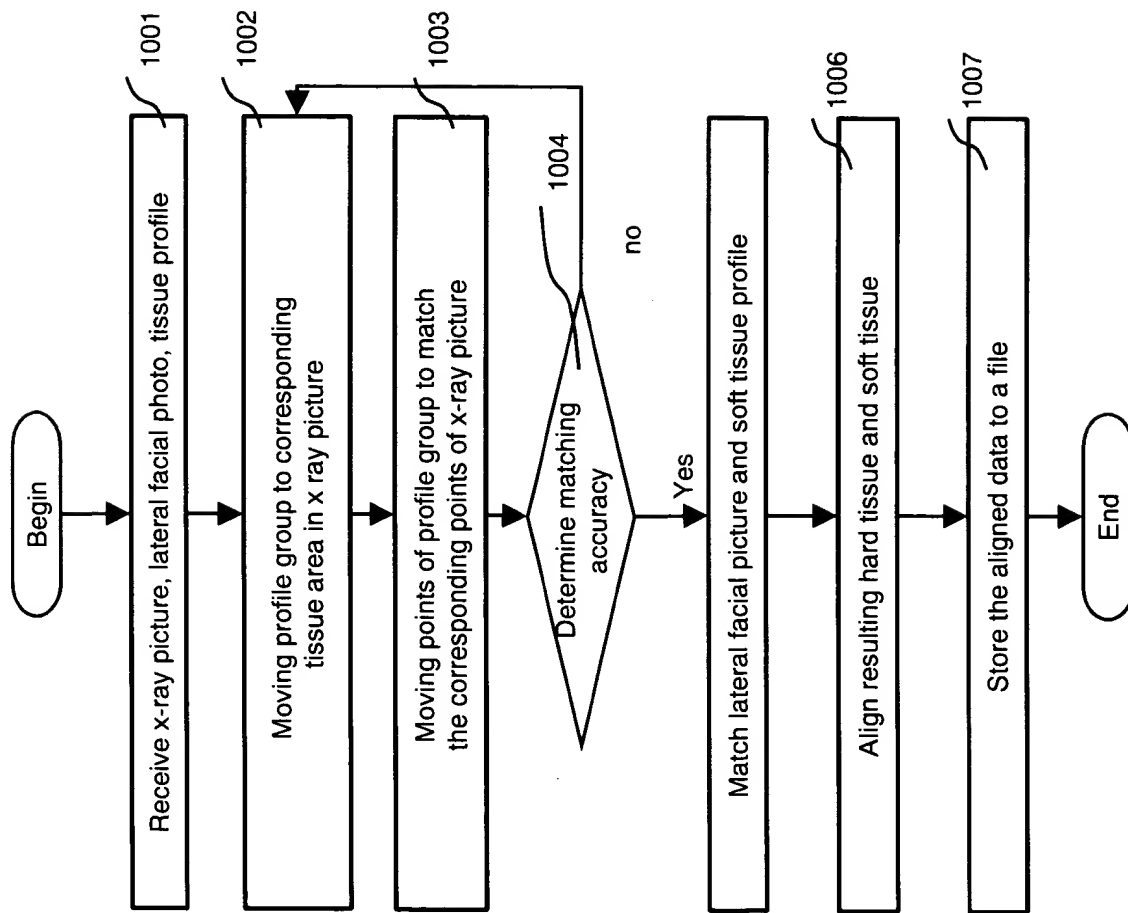 Begin
1001
Receive x-ray picture, lateral facial photo, tissue profile
1002
Moving profile group to corresponding
tissue area in x ray picture
1003
Moving points of profile group to match
the corresponding points of x-ray picture
1004
Determine matching
accuracy
no
Yes
Match lateral facial picture and soft tissue profile
1006
Align resulting hard tissue and soft tissue
1007
Store the aligned data to a file
End